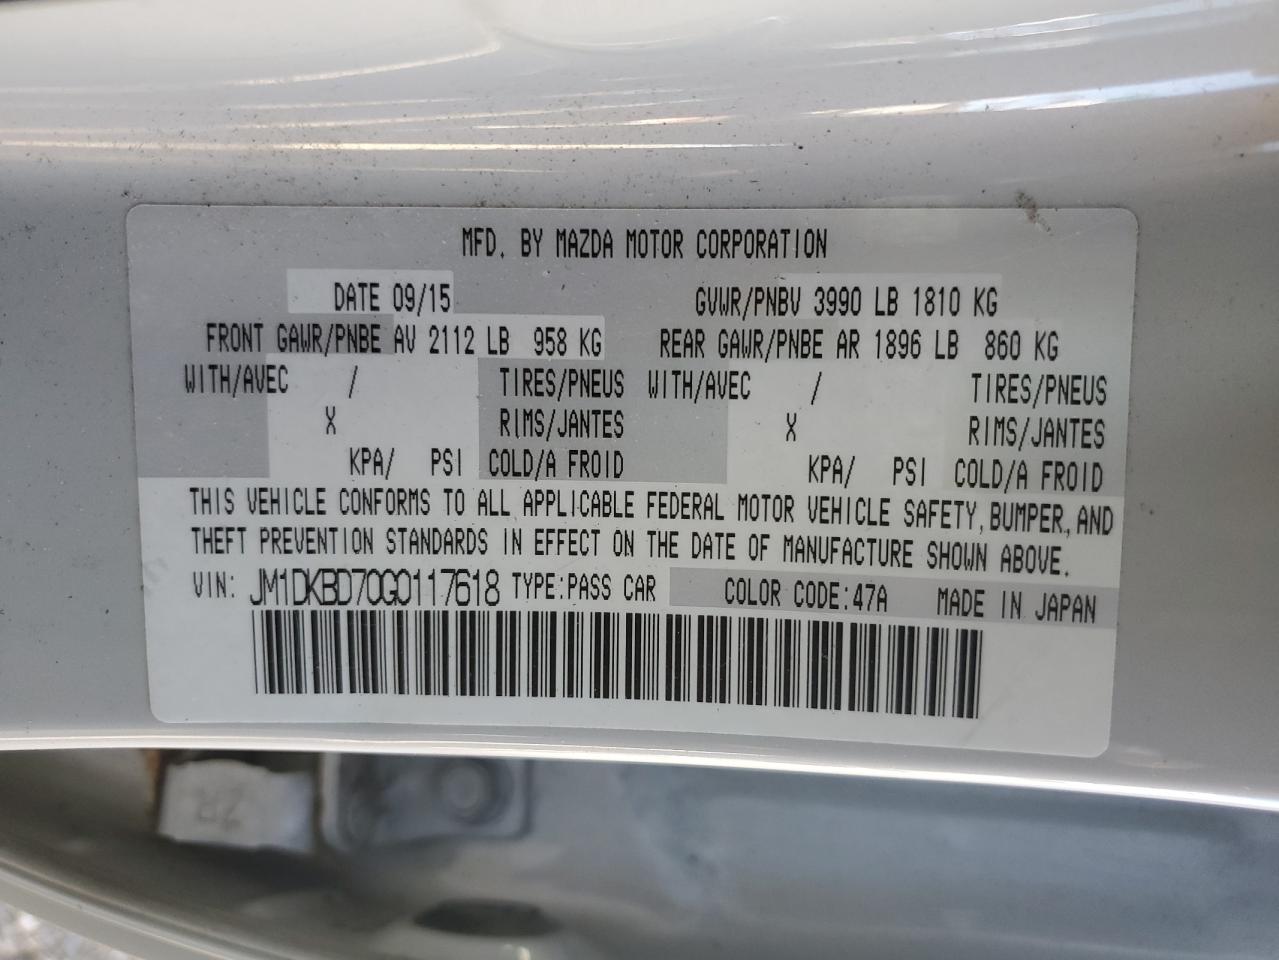 MFD. BY MAZDA MOTOR CORPORATION
DATE 09/15 GVWR/PNBV 3990 LB 1810 KG
FRONT GAWR/PNBE AV 2112 LB 958 KG REAR GAWR/PNBE AR 1896 LB 860 KG
WITH/AVEC / TIRES/PNEUS WITH/AVEC / TIRES/PNEUS
X RIMS/JANTES X RIMS/JANTES
KPA/ PSI COLD/A FROID KPA/ PSI COLD/A FROID
THIS VEHICLE CONFORMS TO ALL APPLICABLE FEDERAL MOTOR VEHICLE SAFETY, BUMPER, AND
THEFT PREVENTION STANDARDS IN EFFECT ON THE DATE OF MANUFACTURE SHOWN ABOVE.
VIN: JM1DKBD70G0117618 TYPE:PASS CAR COLOR CODE:47A MADE IN JAPAN